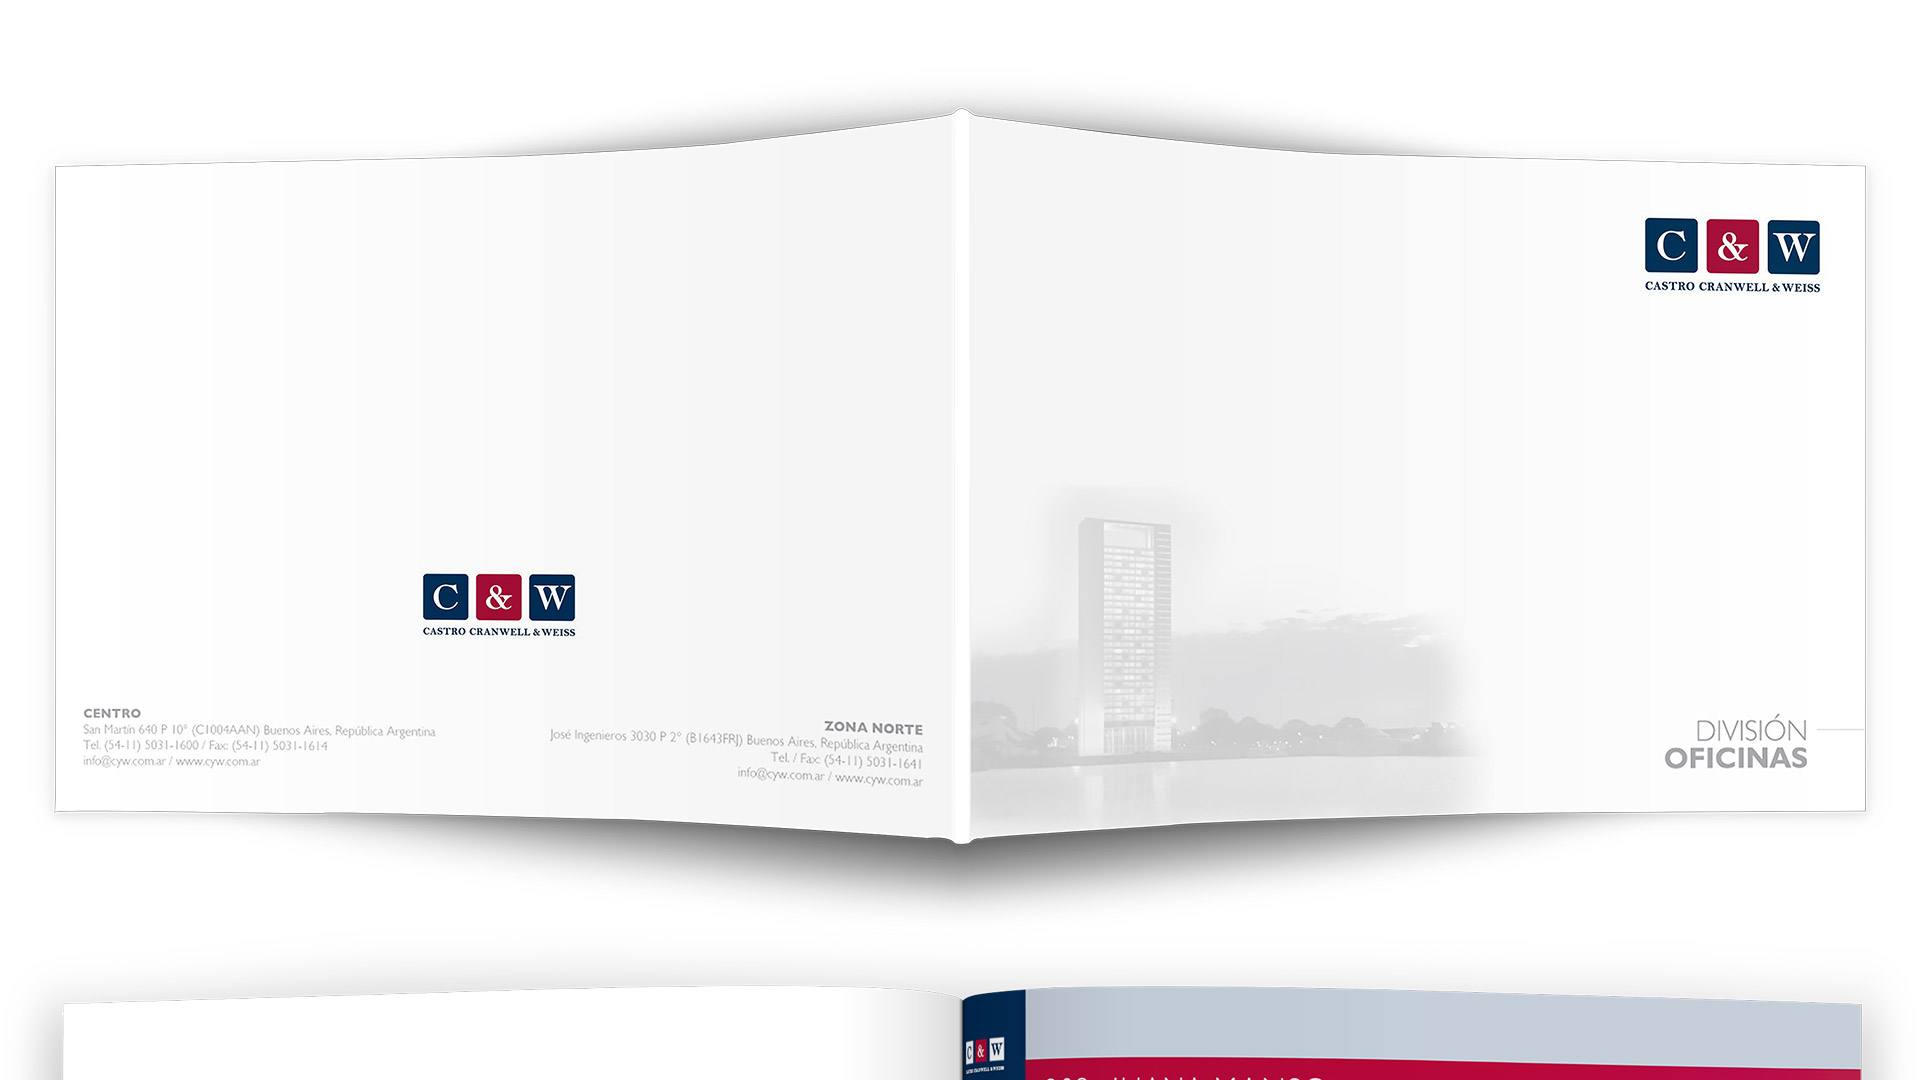 C & W
CASTRO CRANWELL & WEISS
CENTRO
San Martín 640 P 10° (C1004AAN) Buenos Aires, República Argentina
Tel. (54-11) 5031-1600 / Fax: (54-11) 5031-1614
info@cyw.com.ar / www.cyw.com.ar
ZONA NORTE
José Ingenieros 3030 P 2° (B1643FRJ) Buenos Aires, República Argentina
Tel. / Fax: (54-11) 5031-1641
info@cyw.com.ar / www.cyw.com.ar
C & W
CASTRO CRANWELL & WEISS
DIVISIÓN
OFICINAS
C & W
CASTRO CRANWELL & WEISS